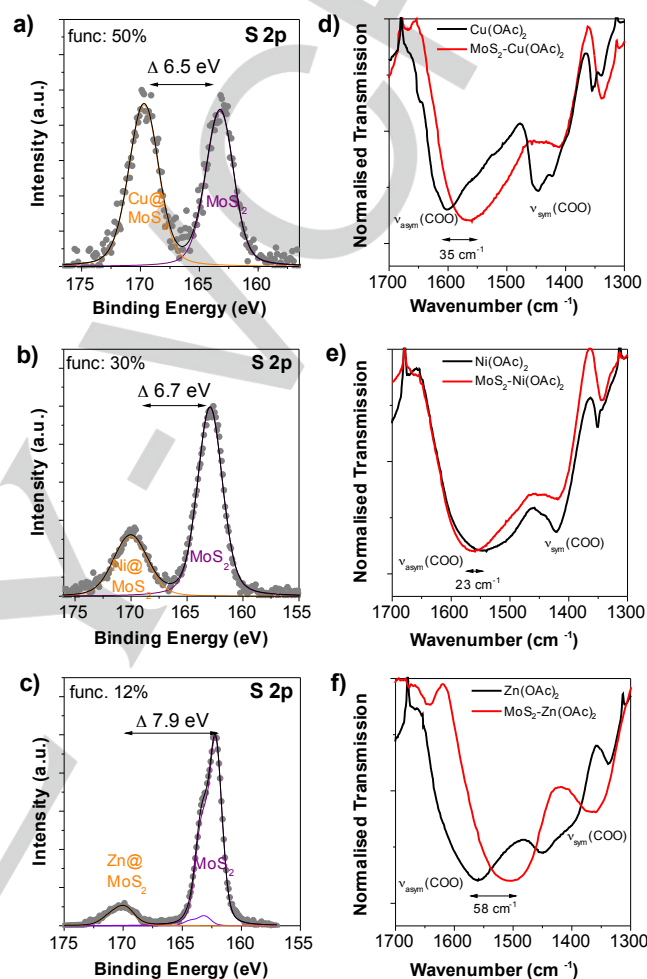 a)
func: 50%
S 2p
Δ 6.5 eV
Cu@
MoS
MoS2
Intensity (a.u.)
170 165 160
Binding Energy (eV)
b)
func: 30%
S 2p
Δ 6.7 eV
Ni@
MoS2
MoS2
Intensity (a.u.)
175 170 165 160 155
Binding Energy (eV)
c)
func. 12%
S 2p
Δ 7.9 eV
Zn@
MoS2
MoS2
Intensity (a.u.)
175 170 165 160 155
Binding Energy (eV)
d)
Cu(OAc)2
MoS2-Cu(OAc)2
νasym(COO)
νsym(COO)
35 cm-1
Normalised Transmission
1700 1600 1500 1400 1300
Wavenumber (cm -1)
e)
Ni(OAc)2
MoS2-Ni(OAc)2
νasym(COO)
νsym(COO)
23 cm-1
Normalised Transmission
1700 1600 1500 1400 1300
Wavenumber (cm -1)
f)
Zn(OAc)2
MoS2-Zn(OAc)2
νsym(COO)
νasym(COO)
58 cm-1
Normalised Transmission
1700 1600 1500 1400 1300
Wavenumber (cm -1)